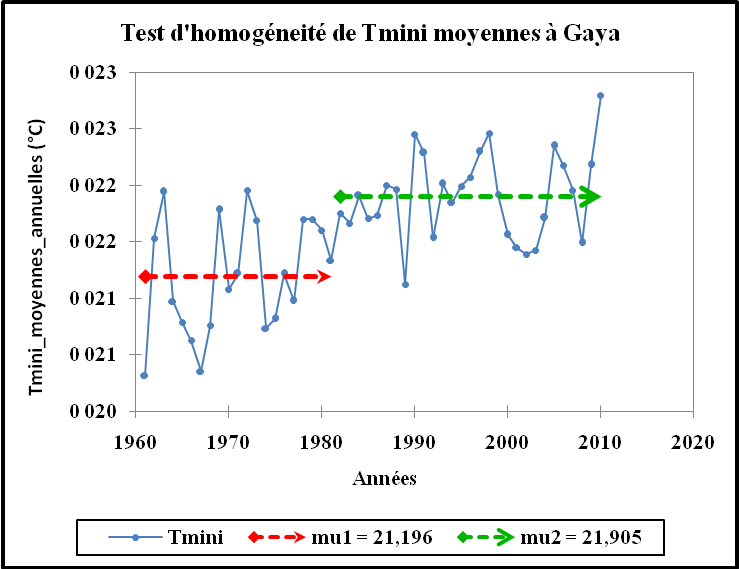 Test d'homogéneité de Tmini moyennes à Gaya
Tmini_moyennes_annuelles (°C)
0 023
0 023
0 022
0 022
0 021
0 021
0 020
1960 1970 1980 1990 2000 2010 2020
Années
Tmini mu1 = 21,196 mu2 = 21,905